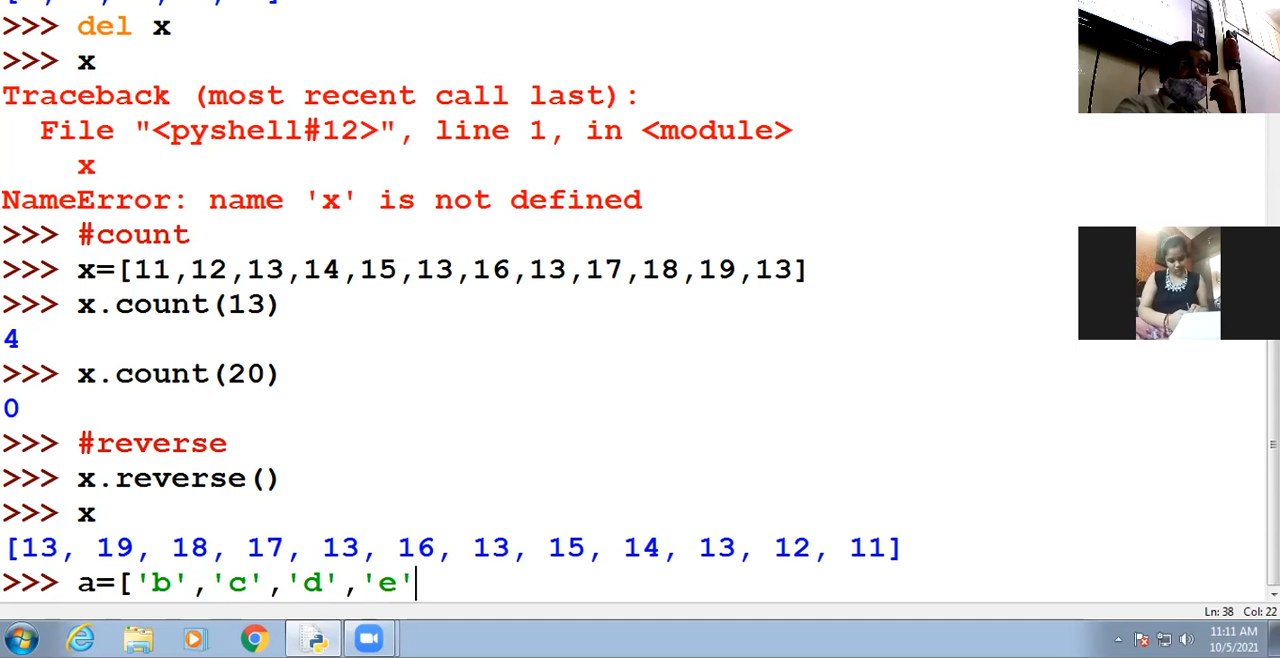 >>> del x
>>> x
Traceback (most recent call last):
  File "<pyshell#12>", line 1, in <module>
    x
NameError: name 'x' is not defined
>>> #count
>>> x=[11,12,13,14,15,13,16,13,17,18,19,13]
>>> x.count(13)
4
>>> x.count(20)
0
>>> #reverse
>>> x.reverse()
>>> x
[13, 19, 18, 17, 13, 16, 13, 15, 14, 13, 12, 11]
>>> a=['b','c','d','e'
Ln: 38 Col: 22
11:11 AM
10/5/2021